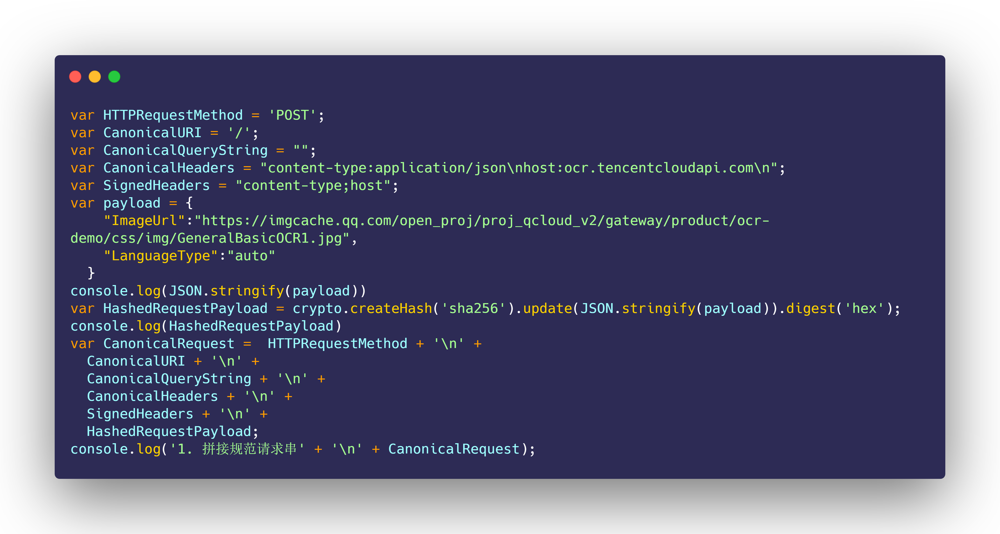 var HTTPRequestMethod = 'POST';
var CanonicalURI = '/';
var CanonicalQueryString = "";
var CanonicalHeaders = "content-type:application/json\nhost:ocr.tencentcloudapi.com\n";
var SignedHeaders = "content-type;host";
var payload = {
    "ImageUrl":"https://imgcache.qq.com/open_proj/proj_qcloud_v2/gateway/product/ocr-
demo/css/img/GeneralBasicOCR1.jpg",
    "LanguageType":"auto"
  }
console.log(JSON.stringify(payload))
var HashedRequestPayload = crypto.createHash('sha256').update(JSON.stringify(payload)).digest('hex');
console.log(HashedRequestPayload)
var CanonicalRequest =  HTTPRequestMethod + '\n' +
  CanonicalURI + '\n' +
  CanonicalQueryString + '\n' +
  CanonicalHeaders + '\n' +
  SignedHeaders + '\n' +
  HashedRequestPayload;
console.log('1. 拼接规范请求串' + '\n' + CanonicalRequest);